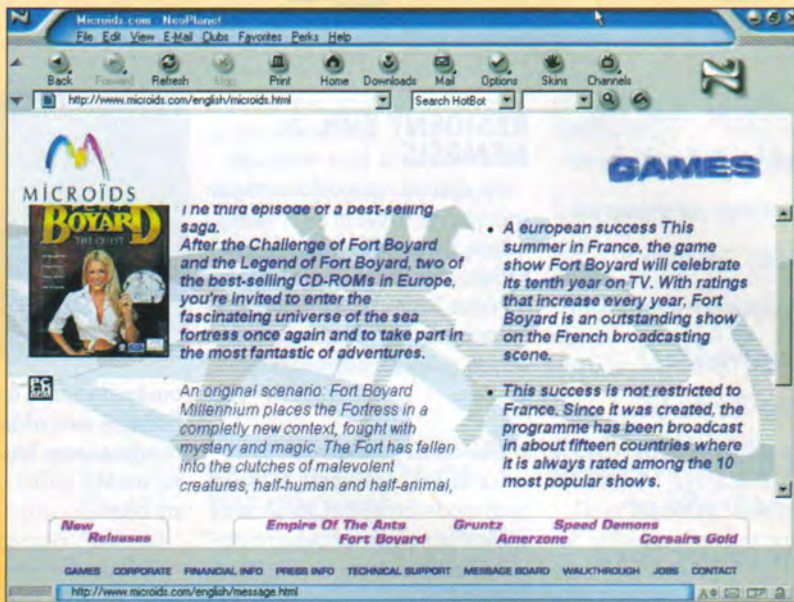 Microids.com - NeoPlanet
File Edit View E-Mail Clubs Favorites Perks Help
Back Forward Refresh Stop Print Home Downloads Mail Options Skins Channels
http://www.microids.com/english/microids.html
Search HotBot
MICROÏDS
GAMES
BOYARD
THE QUEST
PC
CD
ROM
The third episode of a best-selling
saga.
After the Challenge of Fort Boyard
and the Legend of Fort Boyard, two of
the best-selling CD-ROMs in Europe,
you're invited to enter the
fascinateing universe of the sea
fortress once again and to take part in
the most fantastic of adventures.
An original scenario: Fort Boyard
Millennium places the Fortress in a
completly new context, fought with
mystery and magic. The Fort has fallen
into the clutches of malevolent
creatures, half-human and half-animal,
• A european success This
summer in France, the game
show Fort Boyard will celebrate
its tenth year on TV. With ratings
that increase every year, Fort
Boyard is an outstanding show
on the French broadcasting
scene.
• This success is not restricted to
France. Since it was created, the
programme has been broadcast
in about fifteen countries where
it is always rated among the 10
most popular shows.
New
Releases
Empire Of The Ants Gruntz Speed Demons
Fort Boyard Amerzone Corsairs Gold
GAMES CORPORATE FINANCIAL INFO PRESS INFO TECHNICAL SUPPORT MESSAGE BOARD WALKTHROUGH JOBS CONTACT
http://www.microids.com/english/message.html